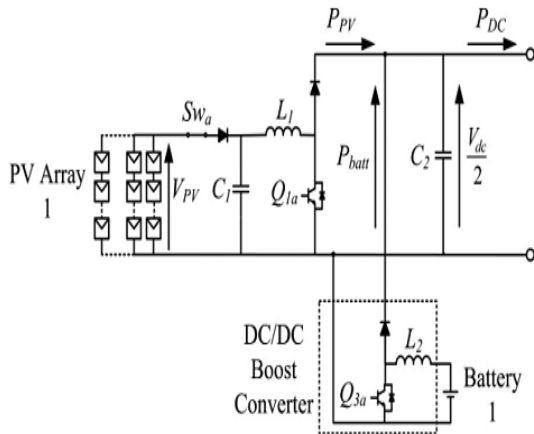 P_PV
P_DC
Sw_a
L_1
PV Array
1
V_PV
C_1
Q_1a
P_batt
C_2
V_dc
2
DC/DC
Boost
Converter
L_2
Q_3a
Battery
1